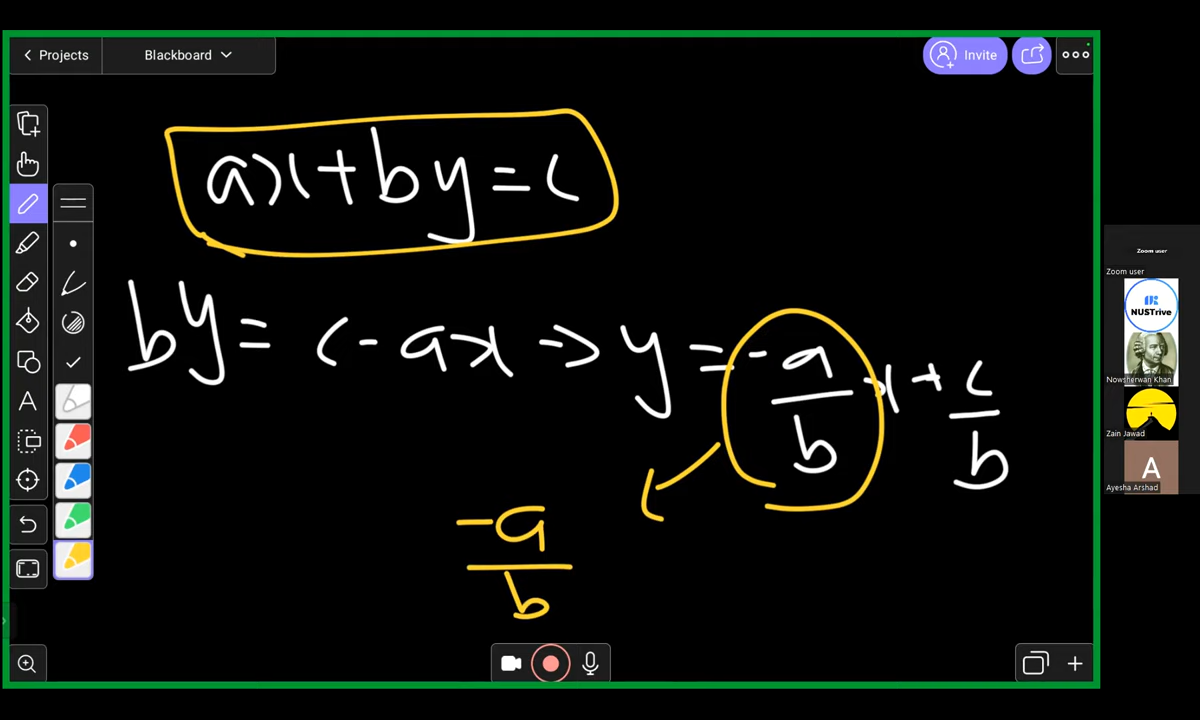 Projects
Blackboard
Invite
ax+by=c
by = c-ax => y = -a/b x + c/b
-a/b
A
Zoom user
Zoom user
NUSTrive
Nowsherwan Khan
Zain Jawad
A
Ayesha Arshad